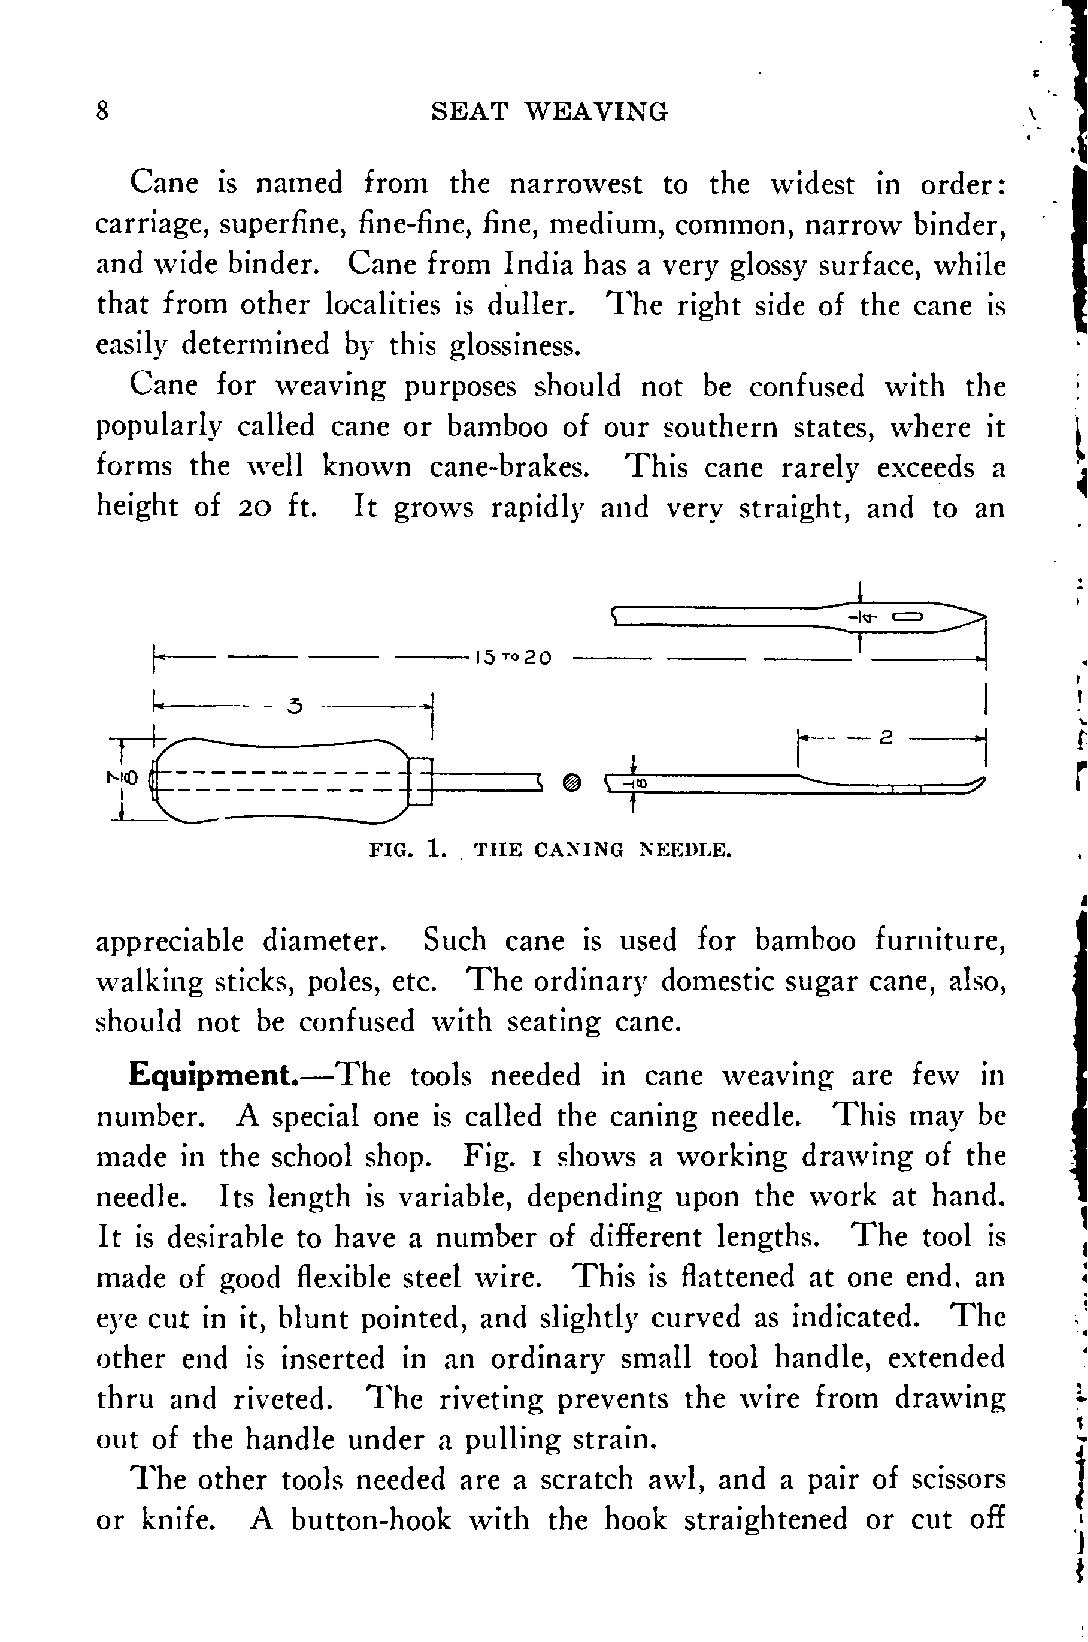 8 SEAT WEAVING
Cane is named from the narrowest to the widest in order:
carriage, superfine, fine-fine, fine, medium, common, narrow binder,
and wide binder. Cane from India has a very glossy surface, while
that from other localities is duller. The right side of the cane is
easily determined by this glossiness.
Cane for weaving purposes should not be confused with the
popularly called cane or bamboo of our southern states, where it
forms the well known cane-brakes. This cane rarely exceeds a
height of 20 ft. It grows rapidly and very straight, and to an
1/4
15 TO 20
3
2
7/8
1/8
FIG. 1. THE CANING NEEDLE.
appreciable diameter. Such cane is used for bamboo furniture,
walking sticks, poles, etc. The ordinary domestic sugar cane, also,
should not be confused with seating cane.
Equipment.—The tools needed in cane weaving are few in
number. A special one is called the caning needle. This may be
made in the school shop. Fig. 1 shows a working drawing of the
needle. Its length is variable, depending upon the work at hand.
It is desirable to have a number of different lengths. The tool is
made of good flexible steel wire. This is flattened at one end, an
eye cut in it, blunt pointed, and slightly curved as indicated. The
other end is inserted in an ordinary small tool handle, extended
thru and riveted. The riveting prevents the wire from drawing
out of the handle under a pulling strain.
The other tools needed are a scratch awl, and a pair of scissors
or knife. A button-hook with the hook straightened or cut off